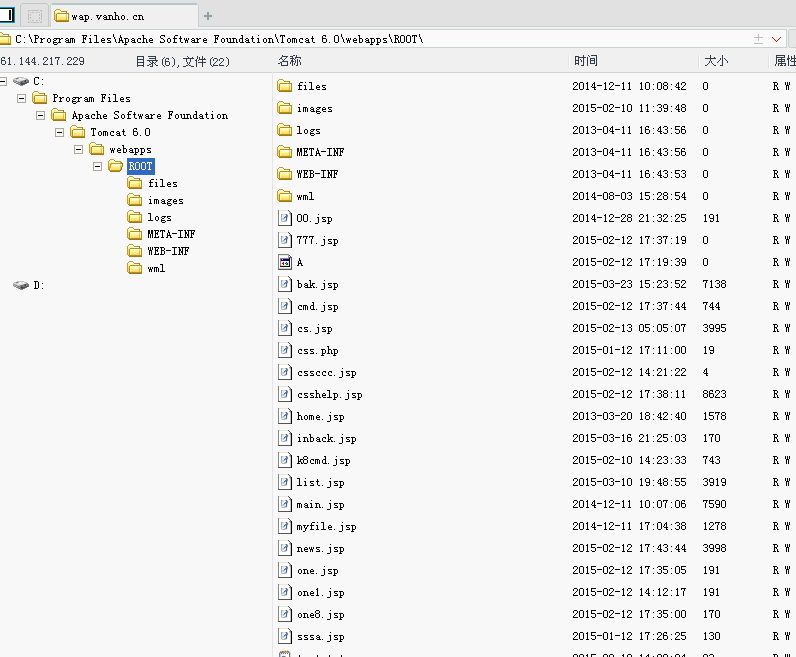 wap.vanho.cn
C:\Program Files\Apache Software Foundation\Tomcat 6.0\webapps\ROOT\
61.144.217.229 目录(6),文件(22) 名称 时间 大小 属性
C:
Program Files
Apache Software Foundation
Tomcat 6.0
webapps
ROOT
files
images
logs
META-INF
WEB-INF
wml
D:
files 2014-12-11 10:08:42 0 R W
images 2015-02-10 11:39:48 0 R W
logs 2013-04-11 16:43:56 0 R W
META-INF 2013-04-11 16:43:56 0 R W
WEB-INF 2013-04-11 16:43:53 0 R W
wml 2014-08-03 15:28:54 0 R W
00.jsp 2014-12-28 21:32:25 191 R W
777.jsp 2015-02-12 17:37:19 0 R W
A 2015-02-12 17:19:39 0 R W
bak.jsp 2015-03-23 15:23:52 7138 R W
cmd.jsp 2015-02-12 17:37:44 744 R W
cs.jsp 2015-02-13 05:05:07 3995 R W
css.php 2015-01-12 17:11:00 19 R W
cssccc.jsp 2015-02-12 14:21:22 4 R W
csshelp.jsp 2015-02-12 17:38:11 8623 R W
home.jsp 2013-03-20 18:42:40 1578 R W
inback.jsp 2015-03-16 21:25:03 170 R W
k8cmd.jsp 2015-02-10 14:23:33 743 R W
list.jsp 2015-03-10 19:48:55 3919 R W
main.jsp 2014-12-11 10:07:06 7590 R W
myfile.jsp 2014-12-11 17:04:38 1278 R W
news.jsp 2015-02-12 17:43:44 3998 R W
one.jsp 2015-02-12 17:35:05 191 R W
one1.jsp 2015-02-12 14:12:17 191 R W
one8.jsp 2015-02-12 17:35:00 170 R W
sssa.jsp 2015-01-12 17:26:25 130 R W